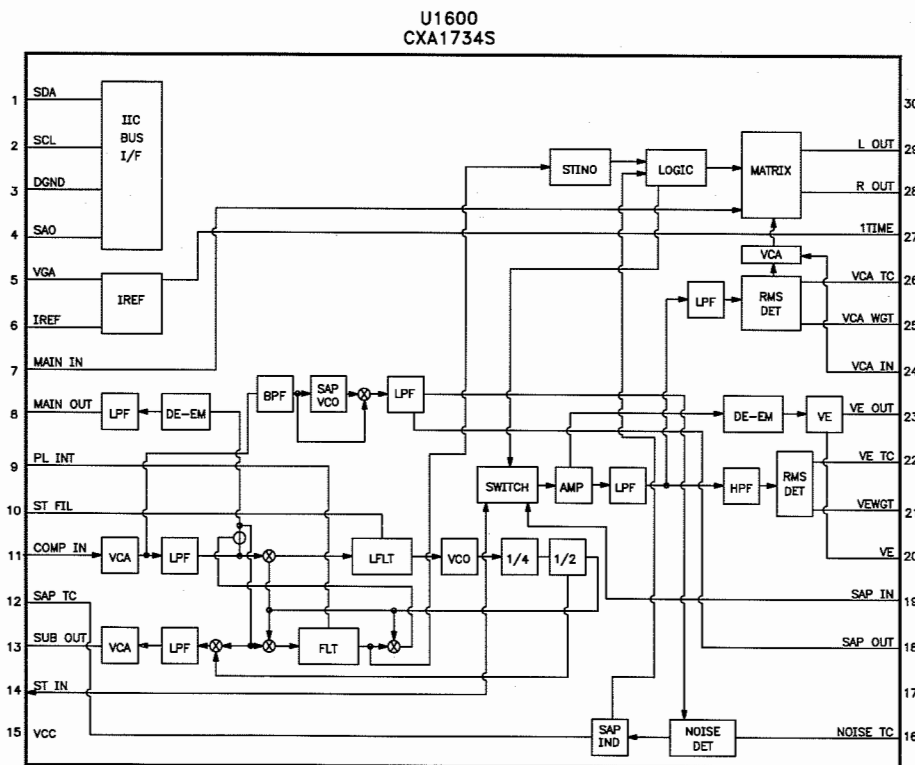 U1600
CXA1734S
1 SDA
2 SCL
3 DGND
4 SAO
5 VGA
6 IREF
7 MAIN IN
8 MAIN OUT
9 PL INT
10 ST FIL
11 COMP IN
12 SAP TC
13 SUB OUT
14 ST IN
15 VCC
IIC
BUS
I/F
IREF
LPF
DE-EM
BPF
SAP
VCO
LPF
STINO
LOGIC
MATRIX
VCA
LPF
RMS
DET
DE-EM
VE
SWITCH
AMP
LPF
HPF
RMS
DET
VCA
LPF
LFLT
VCO
1/4
1/2
VCA
LPF
FLT
SAP
IND
NOISE
DET
30
L OUT 29
R OUT 28
1TIME 27
VCA TC 26
VCA WGT 25
VCA IN 24
VE OUT 23
VE TC 22
VEWGT 21
VE 20
SAP IN 19
SAP OUT 18
17
NOISE TC 16